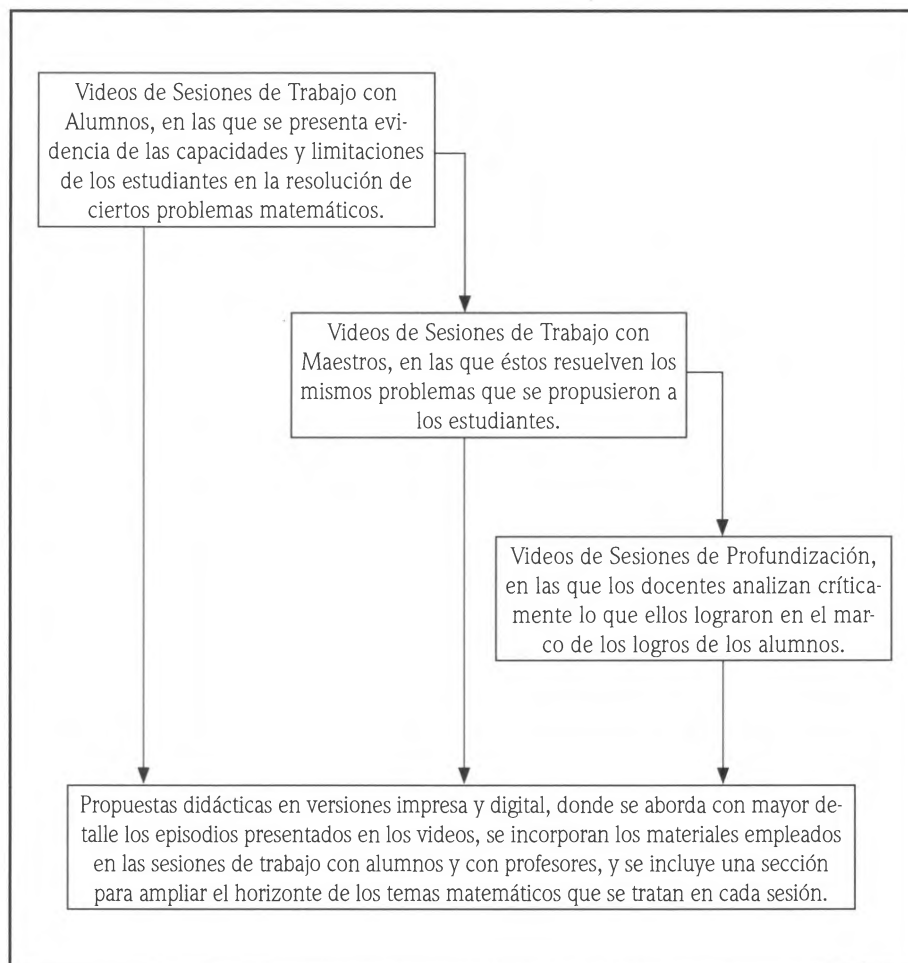 Videos de Sesiones de Trabajo con
Alumnos, en las que se presenta evi-
dencia de las capacidades y limitaciones
de los estudiantes en la resolución de
ciertos problemas matemáticos.
Videos de Sesiones de Trabajo con
Maestros, en las que éstos resuelven los
mismos problemas que se propusieron a
los estudiantes.
Videos de Sesiones de Profundización,
en las que los docentes analizan crítica-
mente lo que ellos lograron en el mar-
co de los logros de los alumnos.
Propuestas didácticas en versiones impresa y digital, donde se aborda con mayor de-
talle los episodios presentados en los videos, se incorporan los materiales empleados
en las sesiones de trabajo con alumnos y con profesores, y se incluye una sección
para ampliar el horizonte de los temas matemáticos que se tratan en cada sesión.